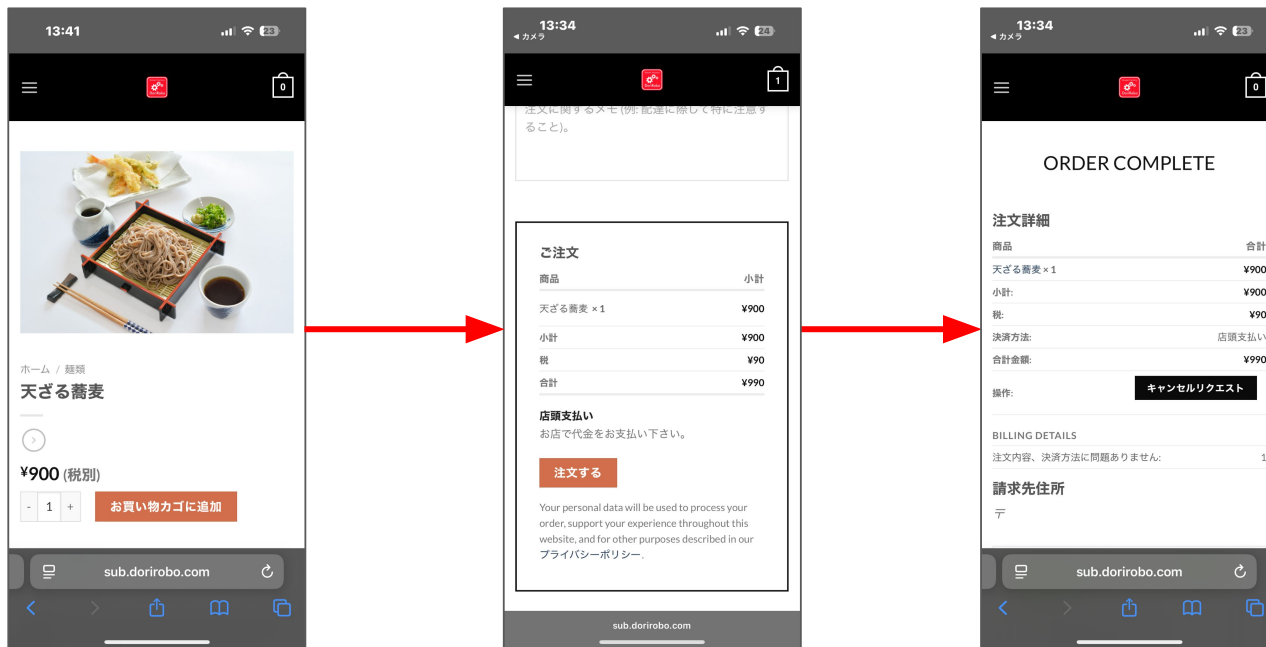 13:41
23
0
ホーム / 麺類
天ざる蕎麦
¥900 (税別)
- 1 +
お買い物カゴに追加
sub.dorirobo.com
13:34
24
◀ カメラ
1
注文に関するメモ (例: 配達に際して特に注意す
ること)。
ご注文
商品 小計
天ざる蕎麦 × 1 ¥900
小計 ¥900
税 ¥90
合計 ¥990
店頭支払い
お店で代金をお支払い下さい。
注文する
Your personal data will be used to process your
order, support your experience throughout this
website, and for other purposes described in our
プライバシーポリシー.
sub.dorirobo.com
13:34
23
◀ カメラ
0
ORDER COMPLETE
注文詳細
商品 合計
天ざる蕎麦 × 1 ¥900
小計: ¥900
税: ¥90
決済方法: 店頭支払い
合計金額: ¥990
操作: キャンセルリクエスト
BILLING DETAILS
注文内容、決済方法に問題ありません: 1
請求先住所
〒
sub.dorirobo.com